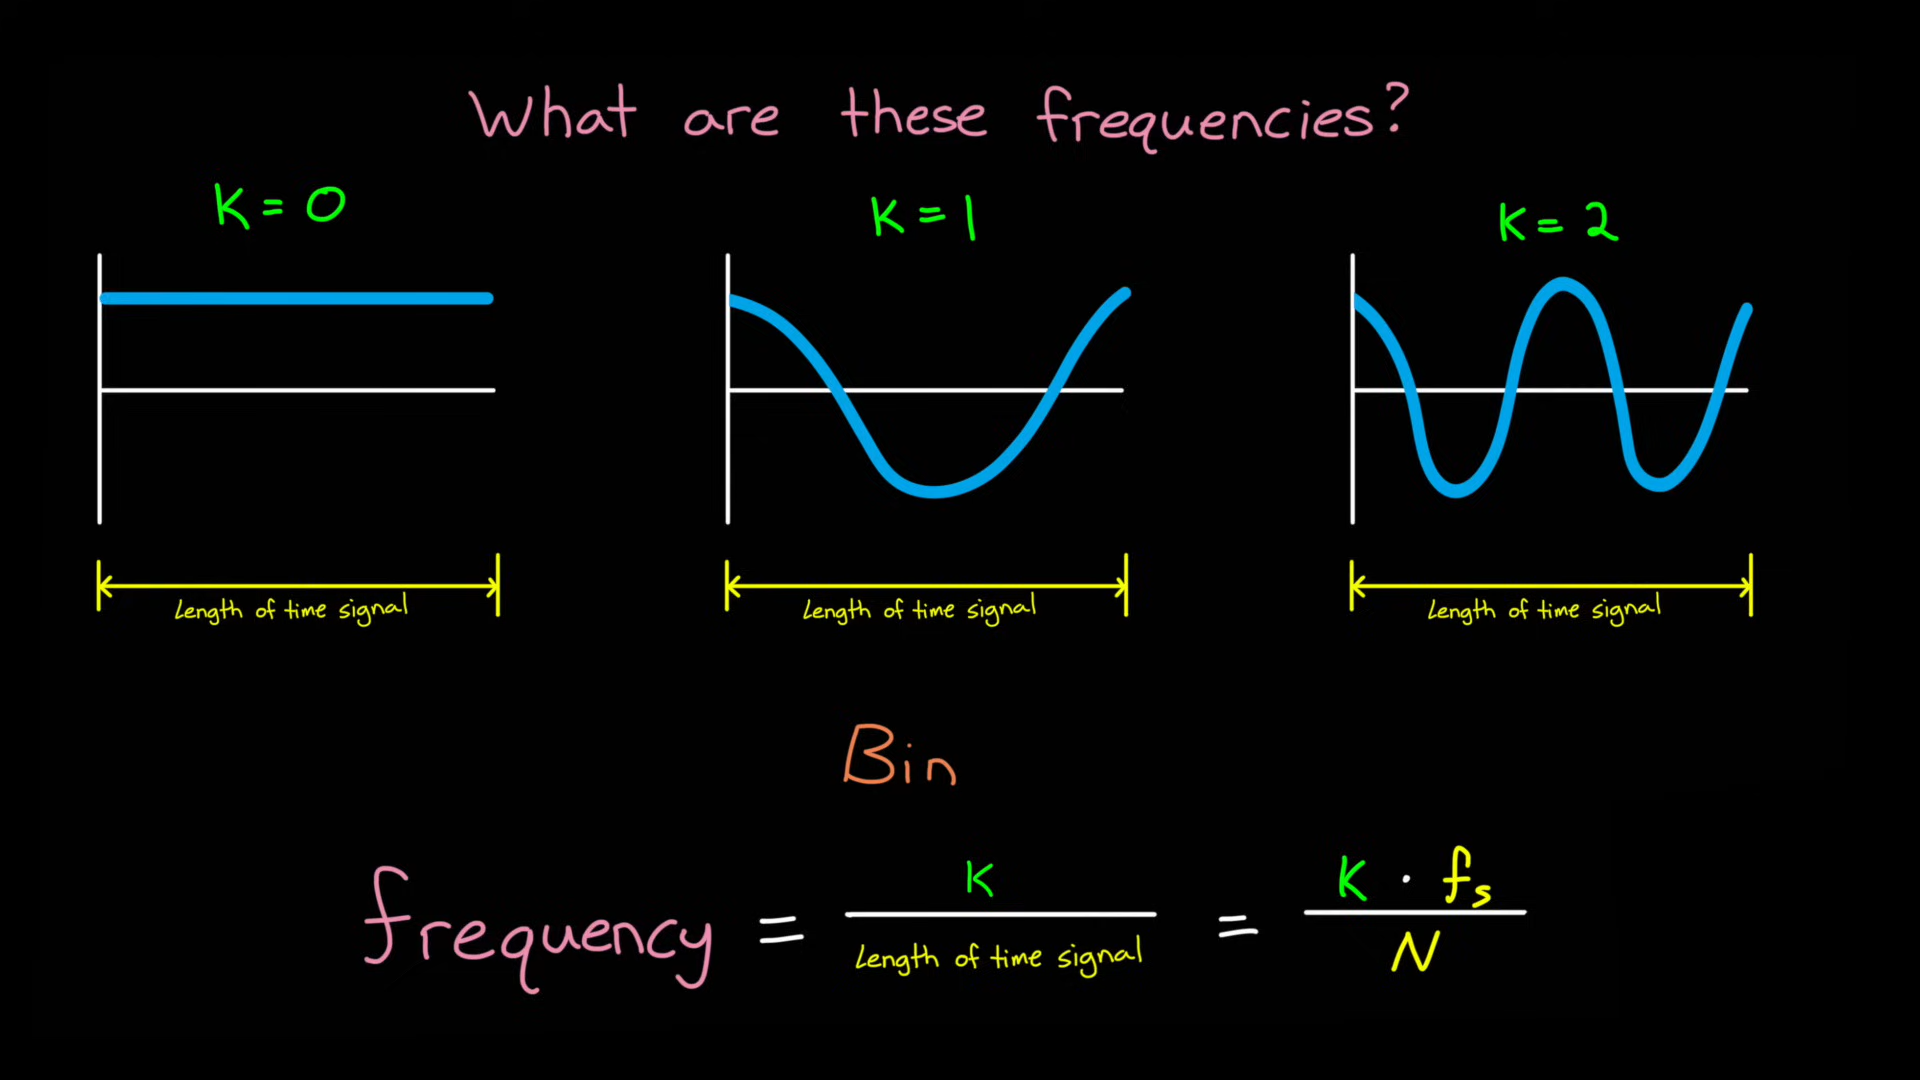 What are these frequencies?
K = 0
K = 1
K = 2
Length of time signal
Length of time signal
Length of time signal
Bin
frequency = K / Length of time signal = K · fs / N